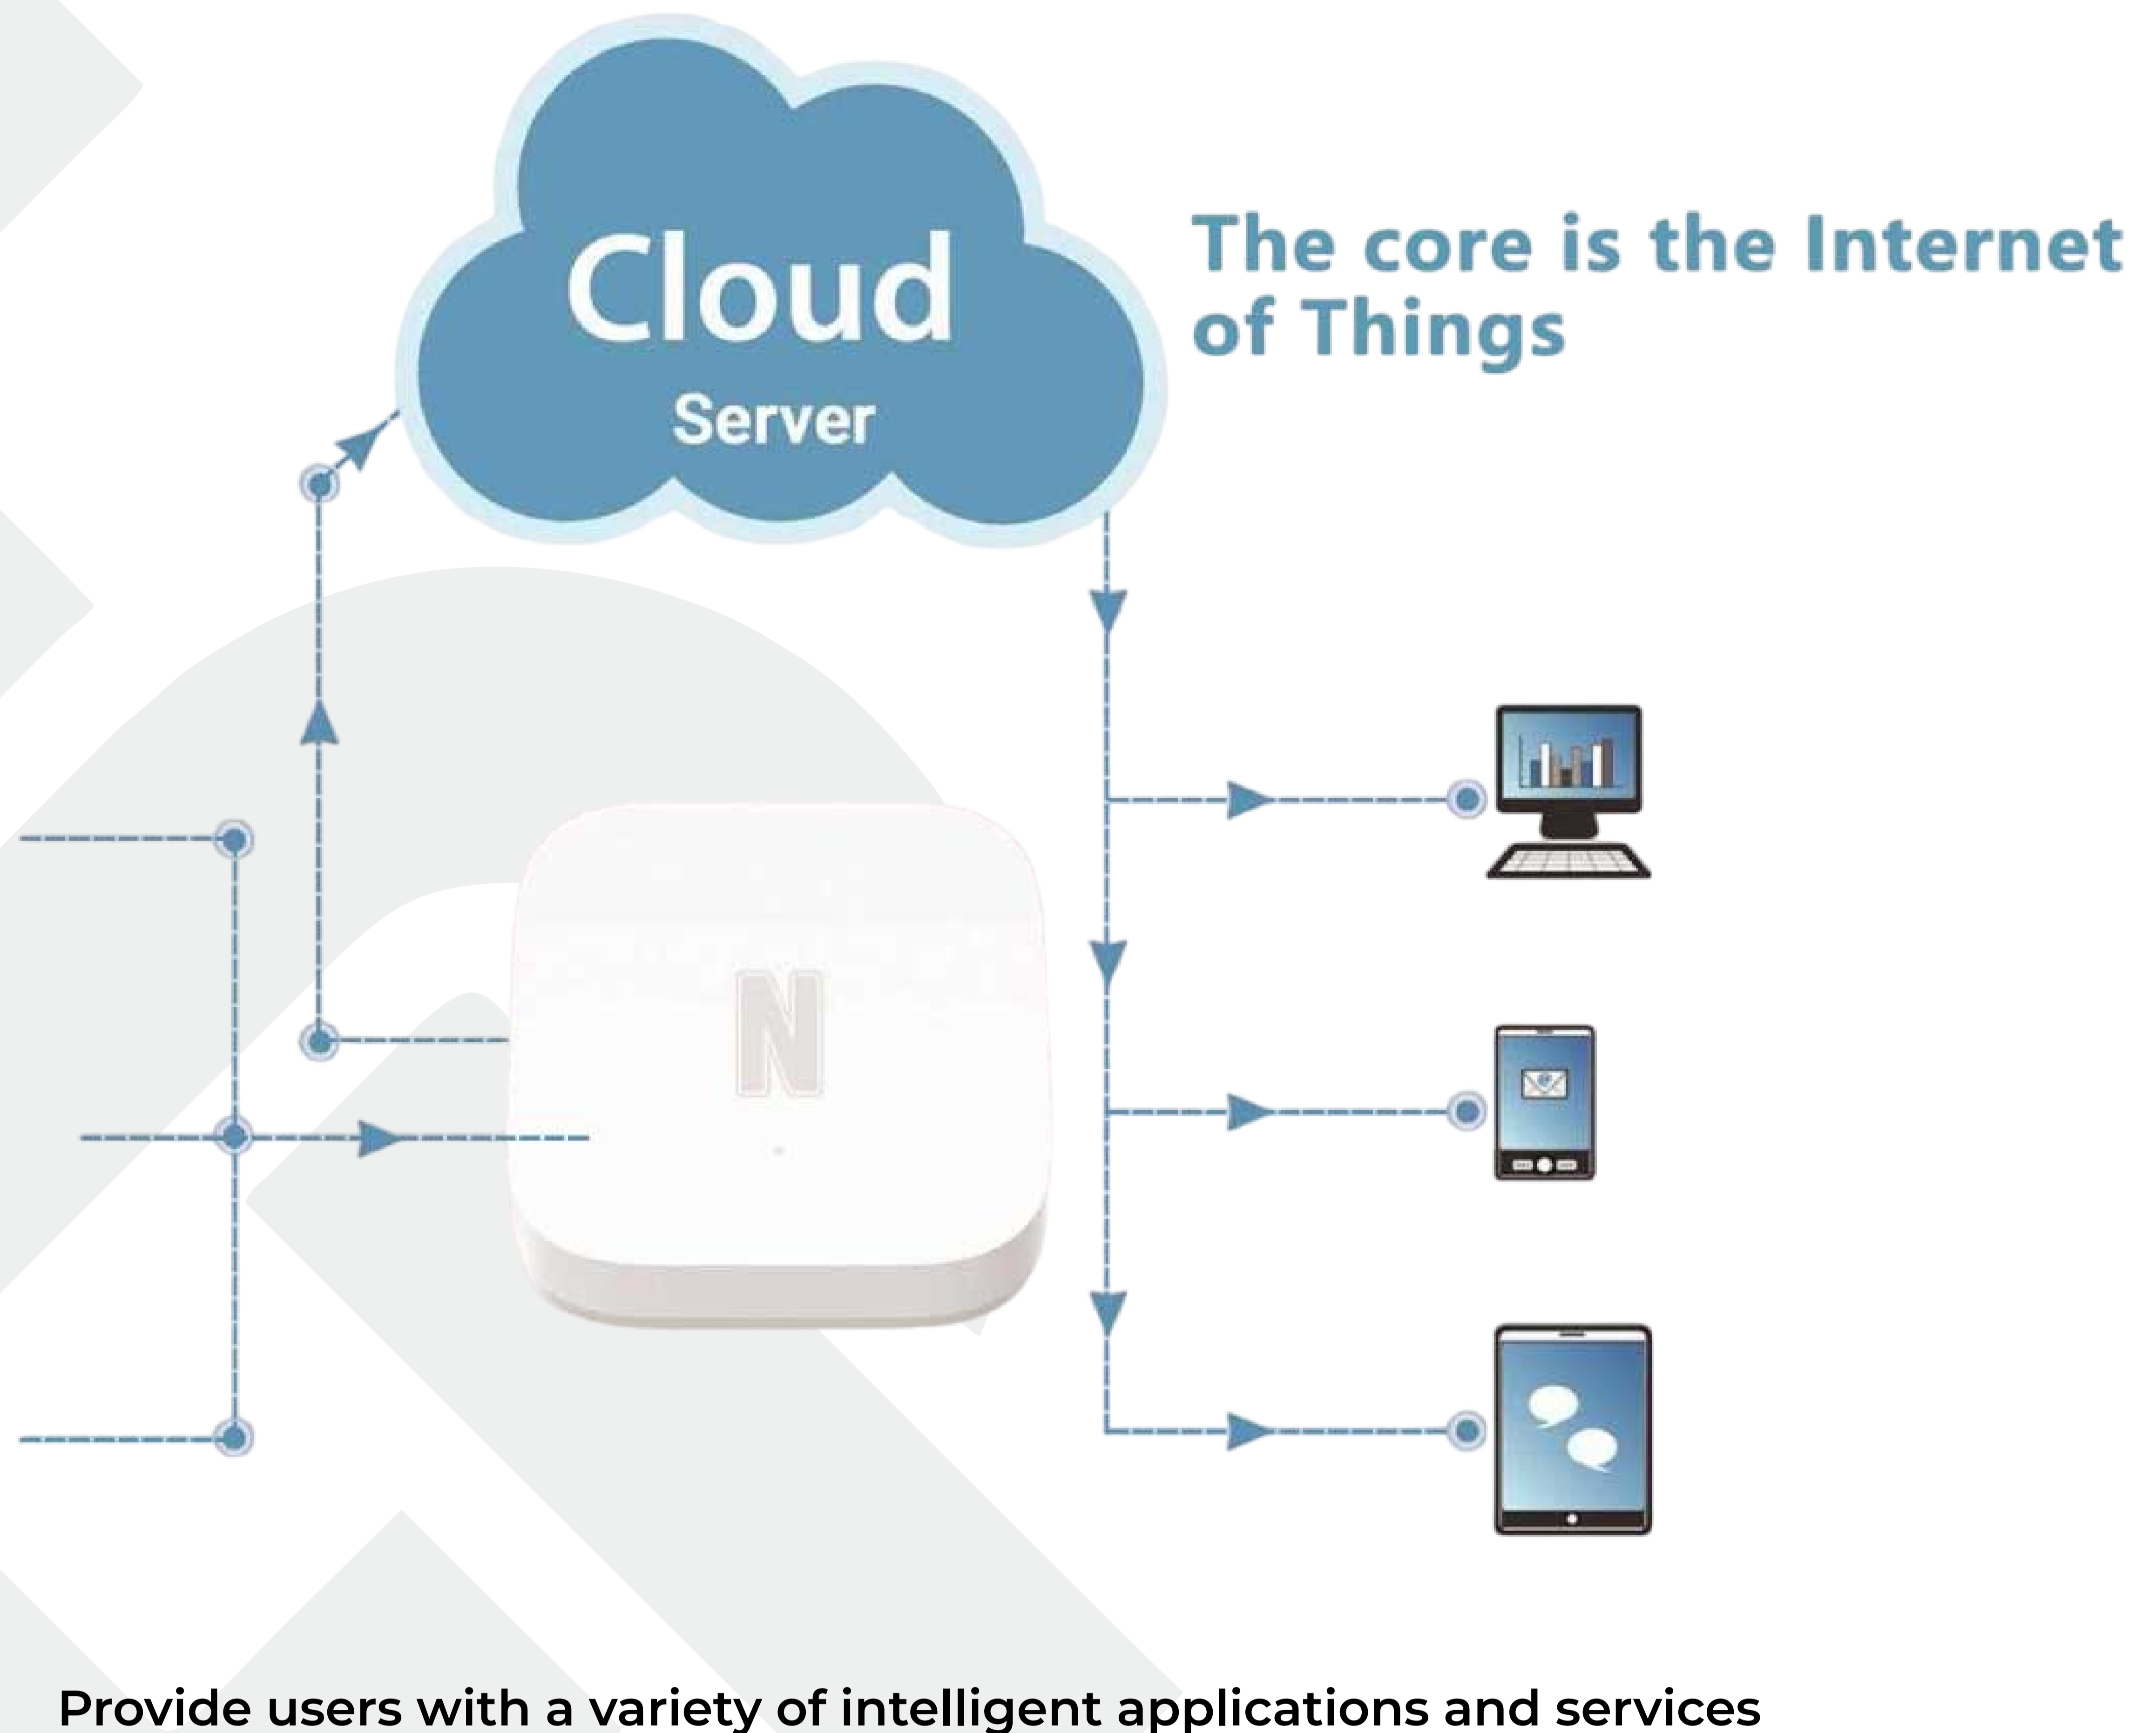 Cloud
Server
The core is the Internet
of Things
N
Provide users with a variety of intelligent applications and services